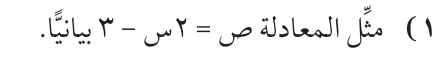 ١) مثِّل المعادلة ص = ٢س − ٣ بيانيًّا.